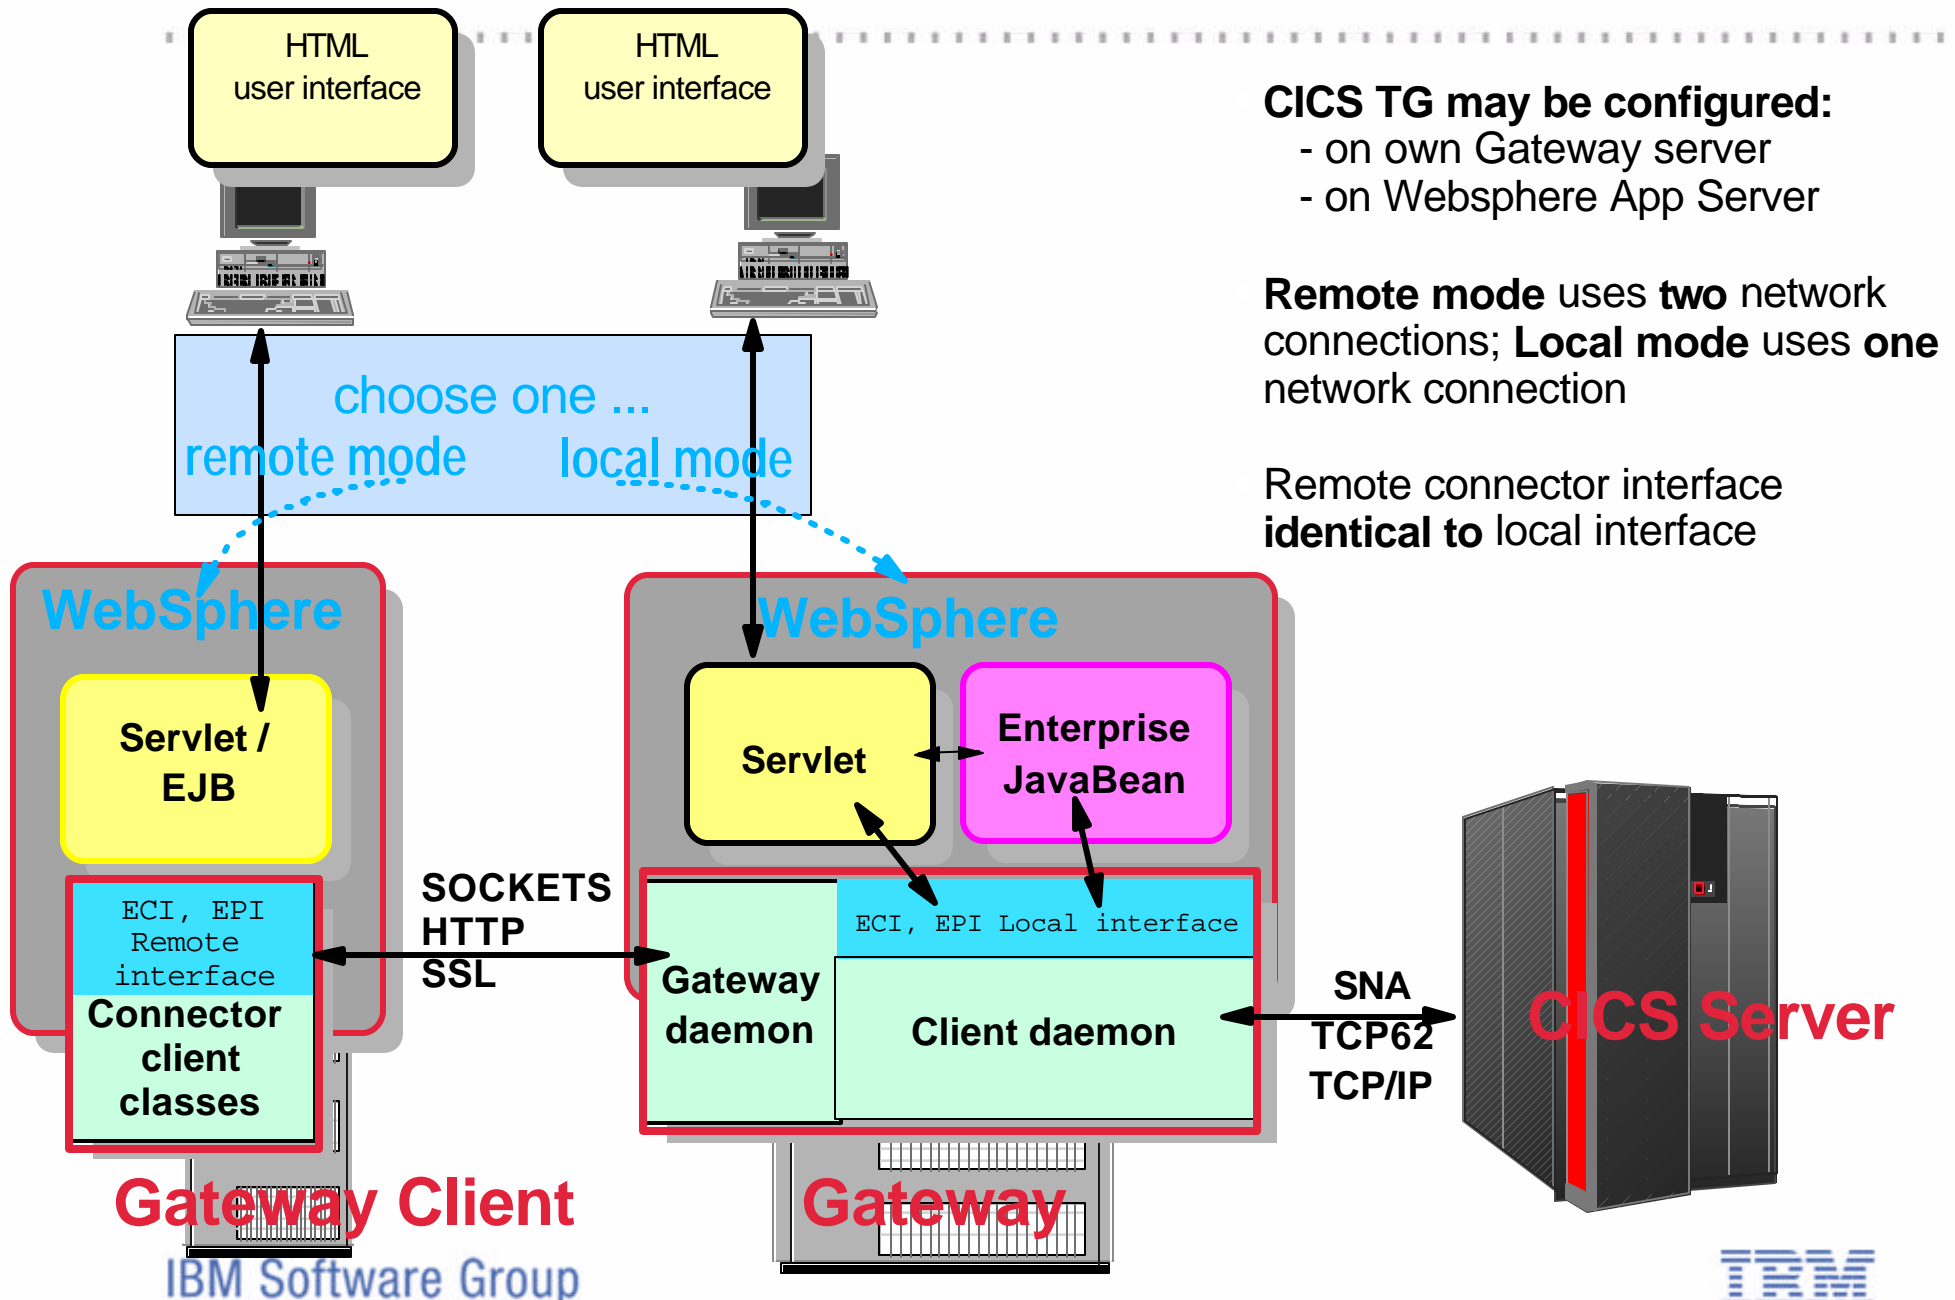 HTML
user interface
HTML
user interface
CICS TG may be configured:
- on own Gateway server
- on Websphere App Server
Remote mode uses two network
connections; Local mode uses one
network connection
Remote connector interface
identical to local interface
choose one ...
remote mode
local mode
WebSphere
Servlet /
EJB
ECI, EPI
Remote
interface
Connector
client
classes
Gateway Client
SOCKETS
HTTP
SSL
WebSphere
Servlet
Enterprise
JavaBean
ECI, EPI Local interface
Gateway
daemon
Client daemon
Gateway
SNA
TCP62
TCP/IP
CICS Server
IBM Software Group
IBM